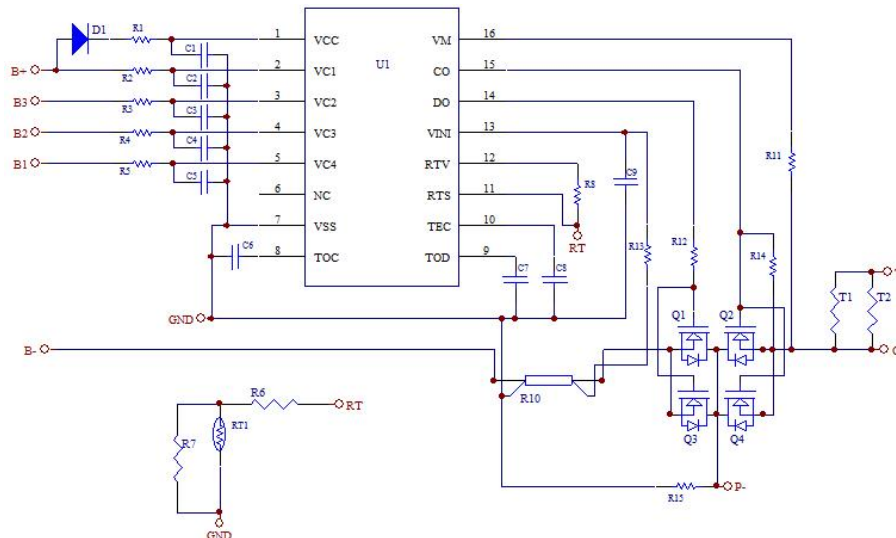 D1 R1 1 VCC VM 16
C1 U1
B+ R2 2 VC1 CO 15
C2
B3 R3 3 VC2 DO 14
C3
B2 R4 4 VC3 VINI 13
C4
B1 R5 5 VC4 RTV 12 R11
C5 R8 C9
6 NC RTS 11
7 VSS TEC 10
RT R13 R12
C6 8 TOC TOD 9 R14
C7 C8
T1 T2
GND Q1 Q2
B-
R10
R6 RT
RT1
R7 Q3 Q4
R15 P-
GND